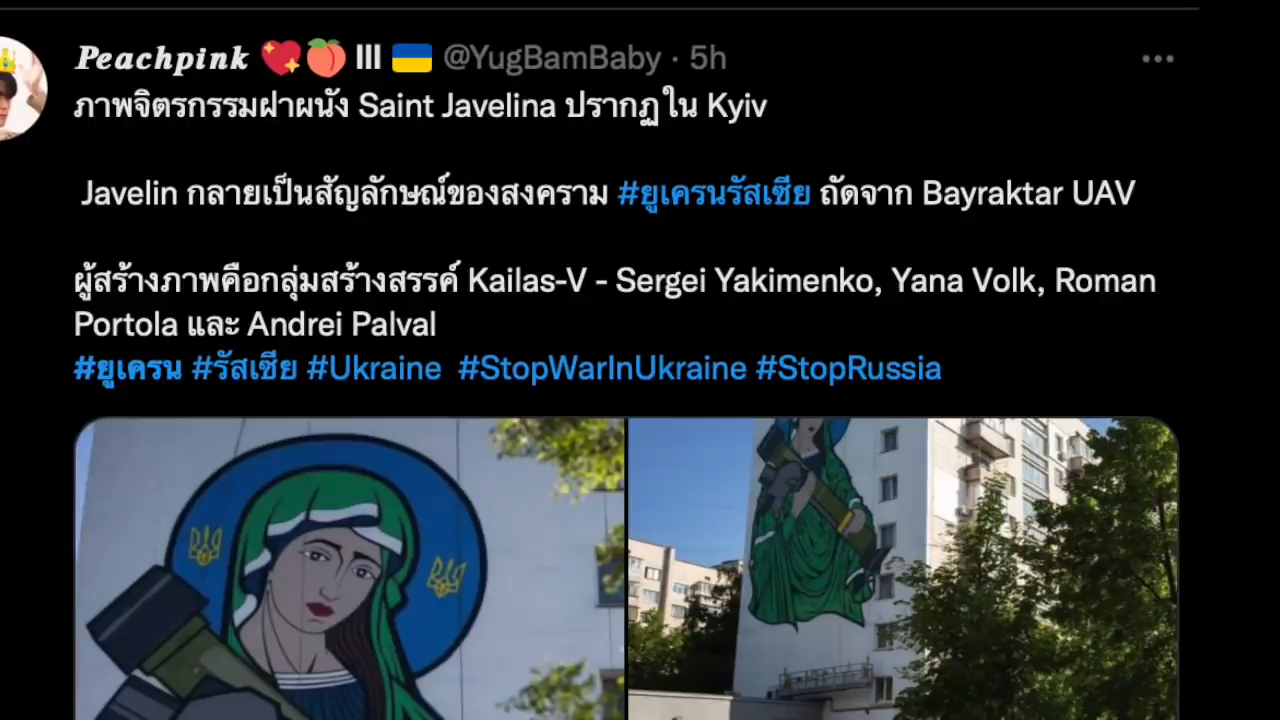 Peachpink 💖🍑 lll 🇺🇦 @YugBamBaby · 5h
ภาพจิตรกรรมฝาผนัง Saint Javelina ปรากฏใน Kyiv
Javelin กลายเป็นสัญลักษณ์ของสงคราม #ยูเครนรัสเซีย ถัดจาก Bayraktar UAV
ผู้สร้างภาพคือกลุ่มสร้างสรรค์ Kailas-V - Sergei Yakimenko, Yana Volk, Roman
Portola และ Andrei Palval
#ยูเครน #รัสเซีย #Ukraine #StopWarInUkraine #StopRussia